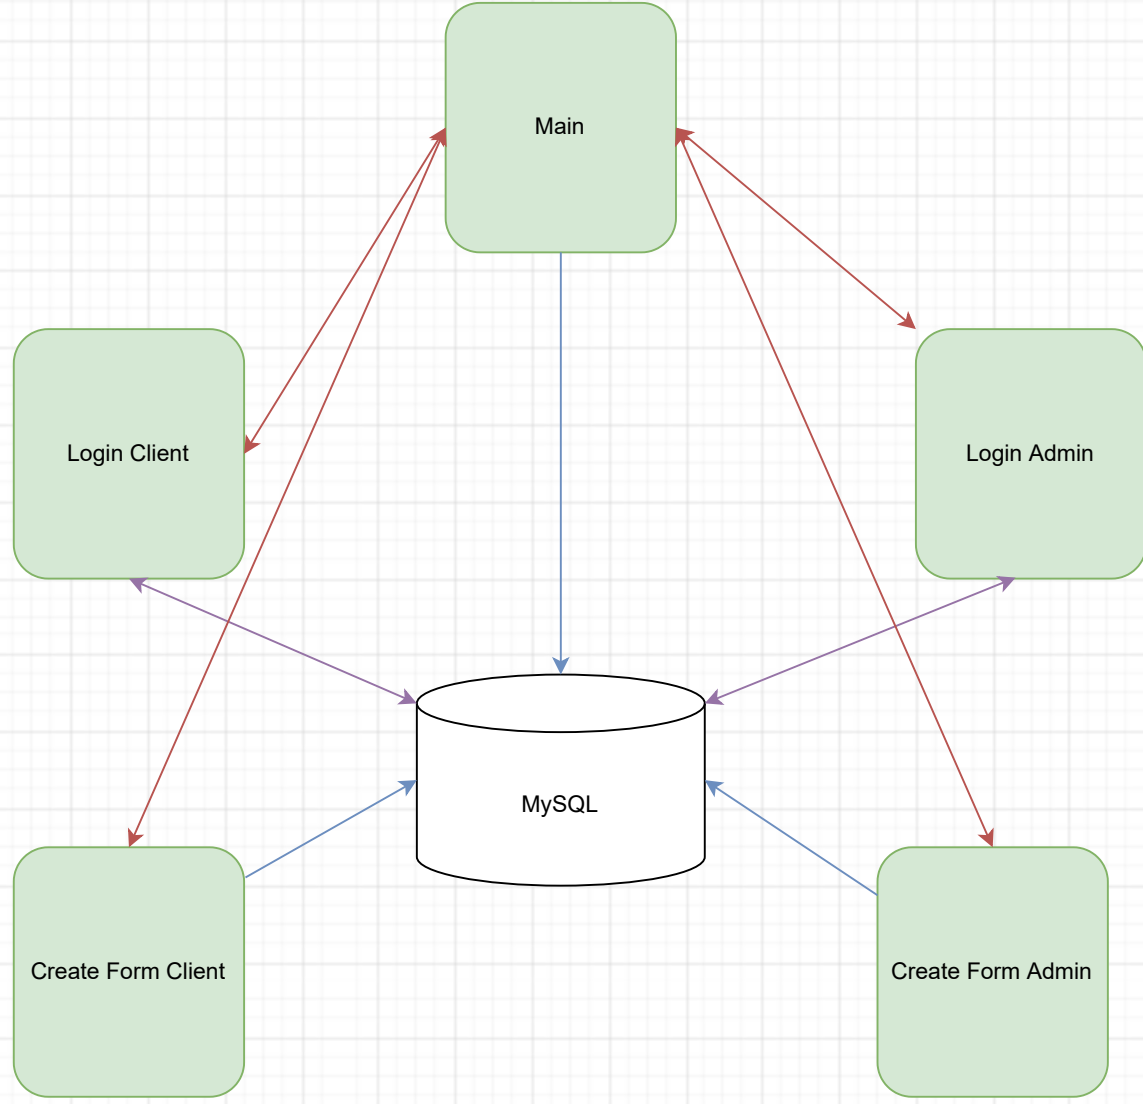 Main
Login Client
Login Admin
MySQL
Create Form Client
Create Form Admin